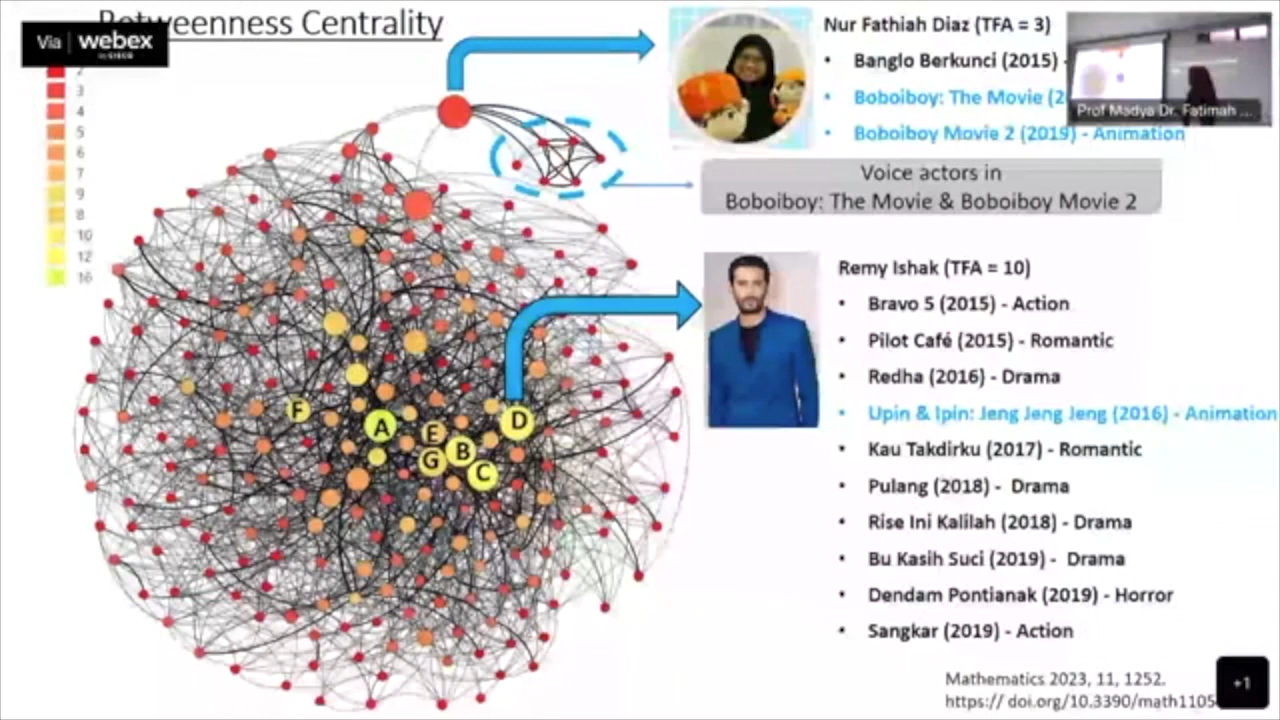 Betweenness Centrality
Via webex
by CISCO
2
3
4
5
6
7
9
8
10
12
16
Nur Fathiah Diaz (TFA = 3)
• Banglo Berkunci (2015) -
• Boboiboy: The Movie (2
• Boboiboy Movie 2 (2019) - Animation
Prof Madya Dr. Fatimah ...
Voice actors in
Boboiboy: The Movie & Boboiboy Movie 2
Remy Ishak (TFA = 10)
• Bravo 5 (2015) - Action
• Pilot Café (2015) - Romantic
• Redha (2016) - Drama
• Upin & Ipin: Jeng Jeng Jeng (2016) - Animation
• Kau Takdirku (2017) - Romantic
• Pulang (2018) - Drama
• Rise Ini Kalilah (2018) - Drama
• Bu Kasih Suci (2019) - Drama
• Dendam Pontianak (2019) - Horror
• Sangkar (2019) - Action
F
A
E
D
G
B
C
Mathematics 2023, 11, 1252.
https:// doi.org/10.3390/math1105
+1